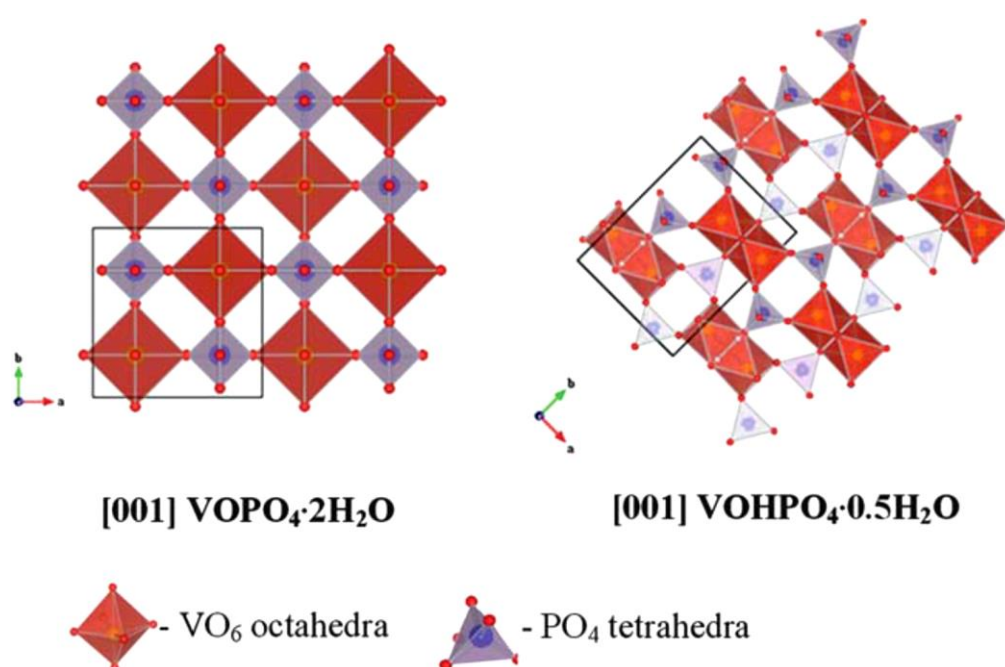 b
a
b
a
[001] VOPO₄·2H₂O
[001] VOHPO₄·0.5H₂O
- VO₆ octahedra
- PO₄ tetrahedra